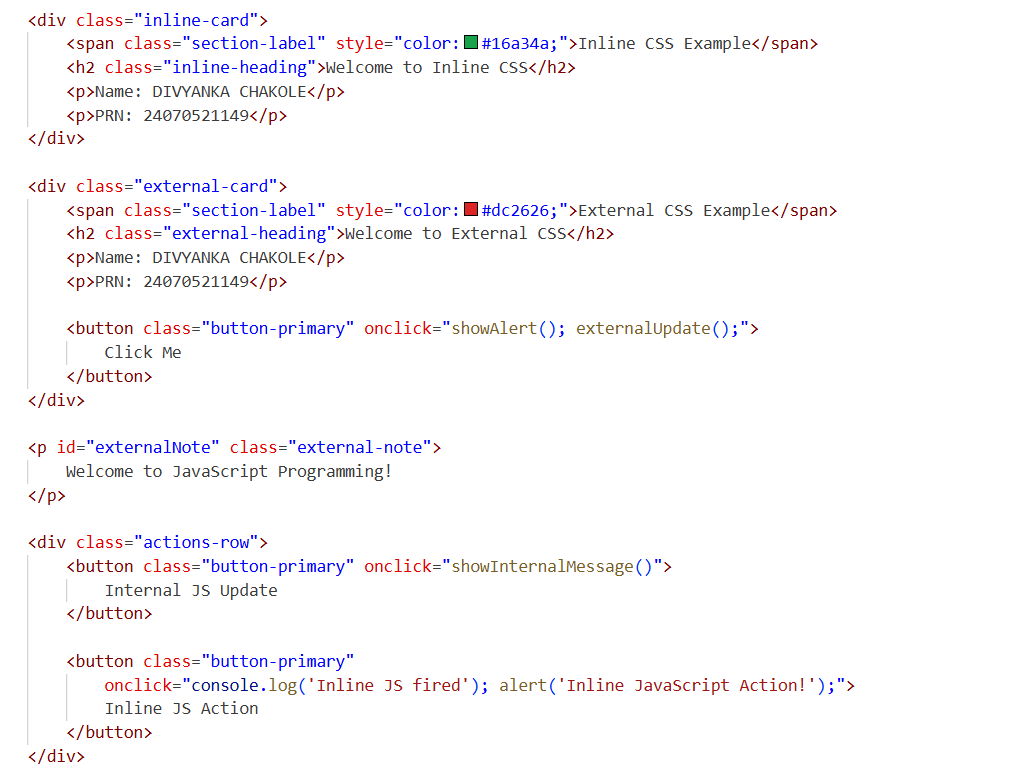 <div class="inline-card">
<span class="section-label" style="color:#16a34a;">Inline CSS Example</span>
<h2 class="inline-heading">Welcome to Inline CSS</h2>
<p>Name: DIVYANKA CHAKOLE</p>
<p>PRN: 24070521149</p>
</div>
<div class="external-card">
<span class="section-label" style="color:#dc2626;">External CSS Example</span>
<h2 class="external-heading">Welcome to External CSS</h2>
<p>Name: DIVYANKA CHAKOLE</p>
<p>PRN: 24070521149</p>
<button class="button-primary" onclick="showAlert(); externalUpdate();">
Click Me
</button>
</div>
<p id="externalNote" class="external-note">
Welcome to JavaScript Programming!
</p>
<div class="actions-row">
<button class="button-primary" onclick="showInternalMessage()">
Internal JS Update
</button>
<button class="button-primary"
onclick="console.log('Inline JS fired'); alert('Inline JavaScript Action!');">
Inline JS Action
</button>
</div>